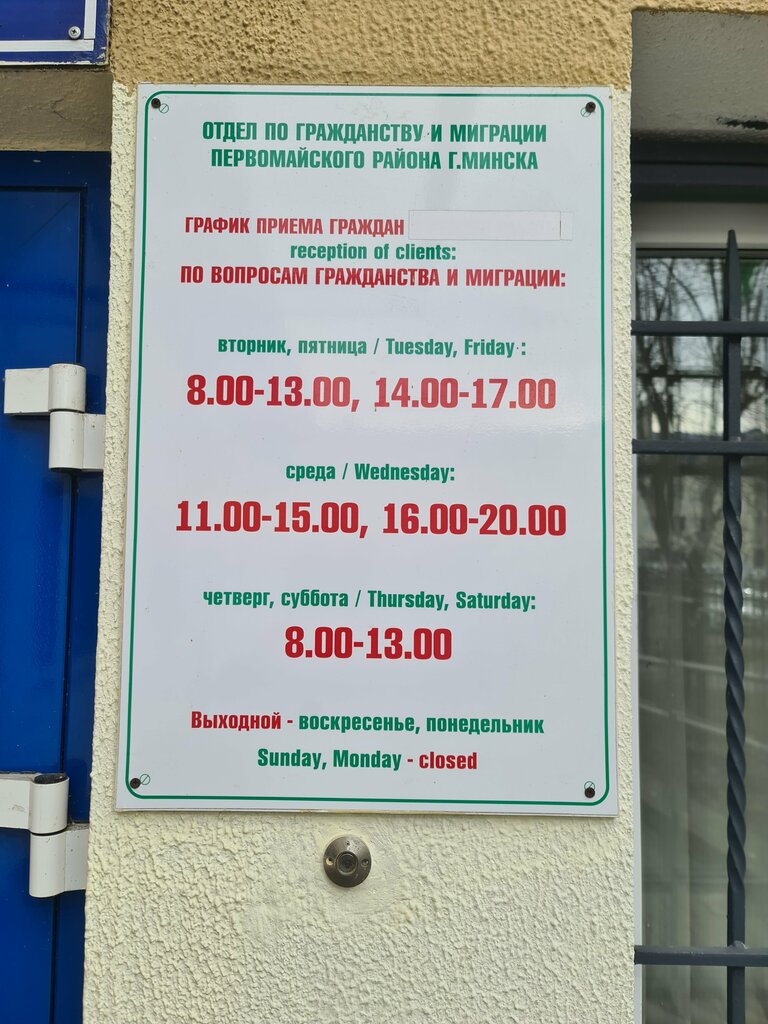 ОТДЕЛ ПО ГРАЖДАНСТВУ И МИГРАЦИИ
ПЕРВОМАЙСКОГО РАЙОНА Г.МИНСКА
ГРАФИК ПРИЕМА ГРАЖДАН
reception of clients:
ПО ВОПРОСАМ ГРАЖДАНСТВА И МИГРАЦИИ:
вторник, пятница / Tuesday, Friday :
8.00-13.00, 14.00-17.00
среда / Wednesday:
11.00-15.00, 16.00-20.00
четверг, суббота / Thursday, Saturday:
8.00-13.00
Выходной - воскресенье, понедельник
Sunday, Monday - closed